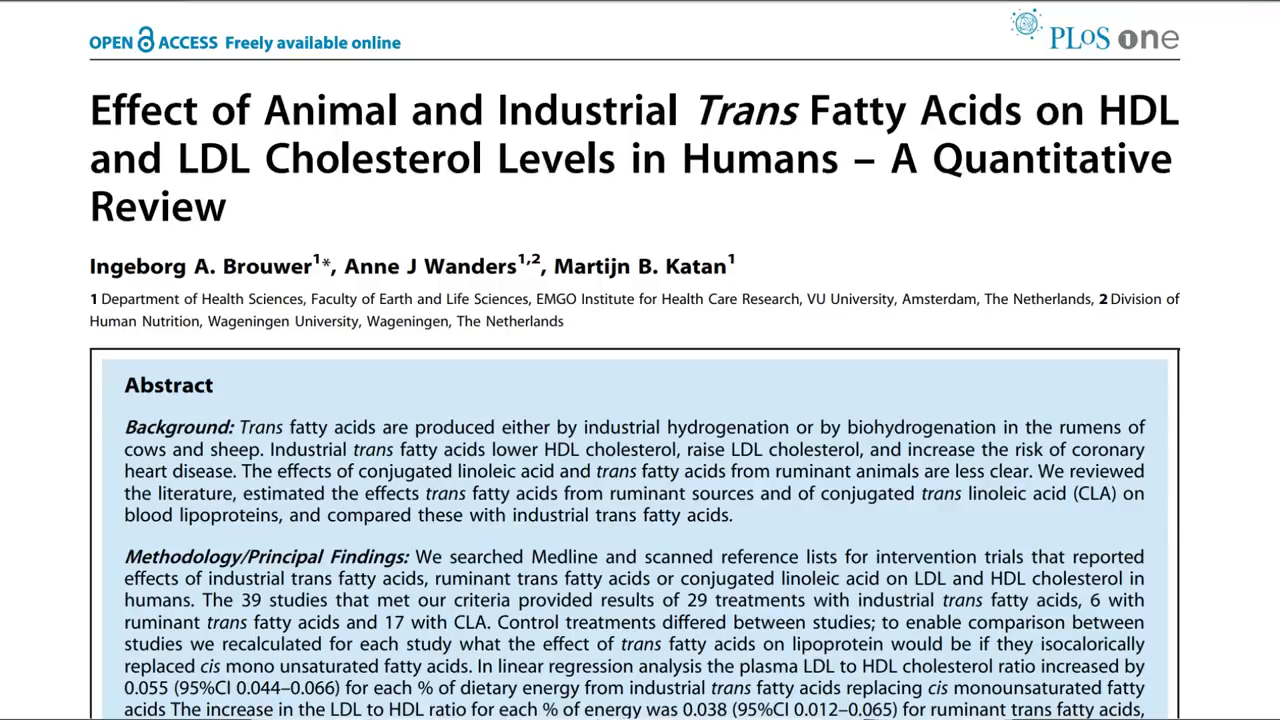 OPEN ACCESS Freely available online
PLoS one
Effect of Animal and Industrial Trans Fatty Acids on HDL
and LDL Cholesterol Levels in Humans – A Quantitative
Review
Ingeborg A. Brouwer1*, Anne J Wanders1,2, Martijn B. Katan1
1 Department of Health Sciences, Faculty of Earth and Life Sciences, EMGO Institute for Health Care Research, VU University, Amsterdam, The Netherlands, 2 Division of
Human Nutrition, Wageningen University, Wageningen, The Netherlands
Abstract
Background: Trans fatty acids are produced either by industrial hydrogenation or by biohydrogenation in the rumens of
cows and sheep. Industrial trans fatty acids lower HDL cholesterol, raise LDL cholesterol, and increase the risk of coronary
heart disease. The effects of conjugated linoleic acid and trans fatty acids from ruminant animals are less clear. We reviewed
the literature, estimated the effects trans fatty acids from ruminant sources and of conjugated trans linoleic acid (CLA) on
blood lipoproteins, and compared these with industrial trans fatty acids.
Methodology/Principal Findings: We searched Medline and scanned reference lists for intervention trials that reported
effects of industrial trans fatty acids, ruminant trans fatty acids or conjugated linoleic acid on LDL and HDL cholesterol in
humans. The 39 studies that met our criteria provided results of 29 treatments with industrial trans fatty acids, 6 with
ruminant trans fatty acids and 17 with CLA. Control treatments differed between studies; to enable comparison between
studies we recalculated for each study what the effect of trans fatty acids on lipoprotein would be if they isocalorically
replaced cis mono unsaturated fatty acids. In linear regression analysis the plasma LDL to HDL cholesterol ratio increased by
0.055 (95%CI 0.044–0.066) for each % of dietary energy from industrial trans fatty acids replacing cis monounsaturated fatty
acids The increase in the LDL to HDL ratio for each % of energy was 0.038 (95%CI 0.012–0.065) for ruminant trans fatty acids,